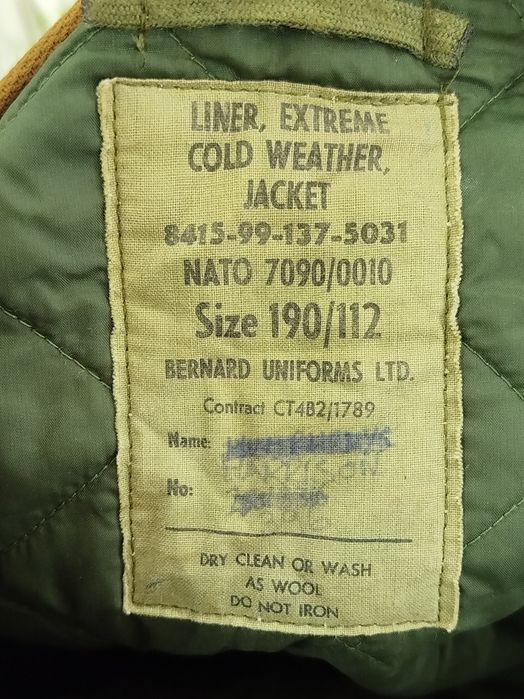 LINER, EXTREME
COLD WEATHER,
JACKET
8415-99-137-5031
NATO 7090/0010
Size 190/112
BERNARD UNIFORMS LTD.
Contract CT4B2/1789
Name:
No:
DRY CLEAN OR WASH
AS WOOL
DO NOT IRON